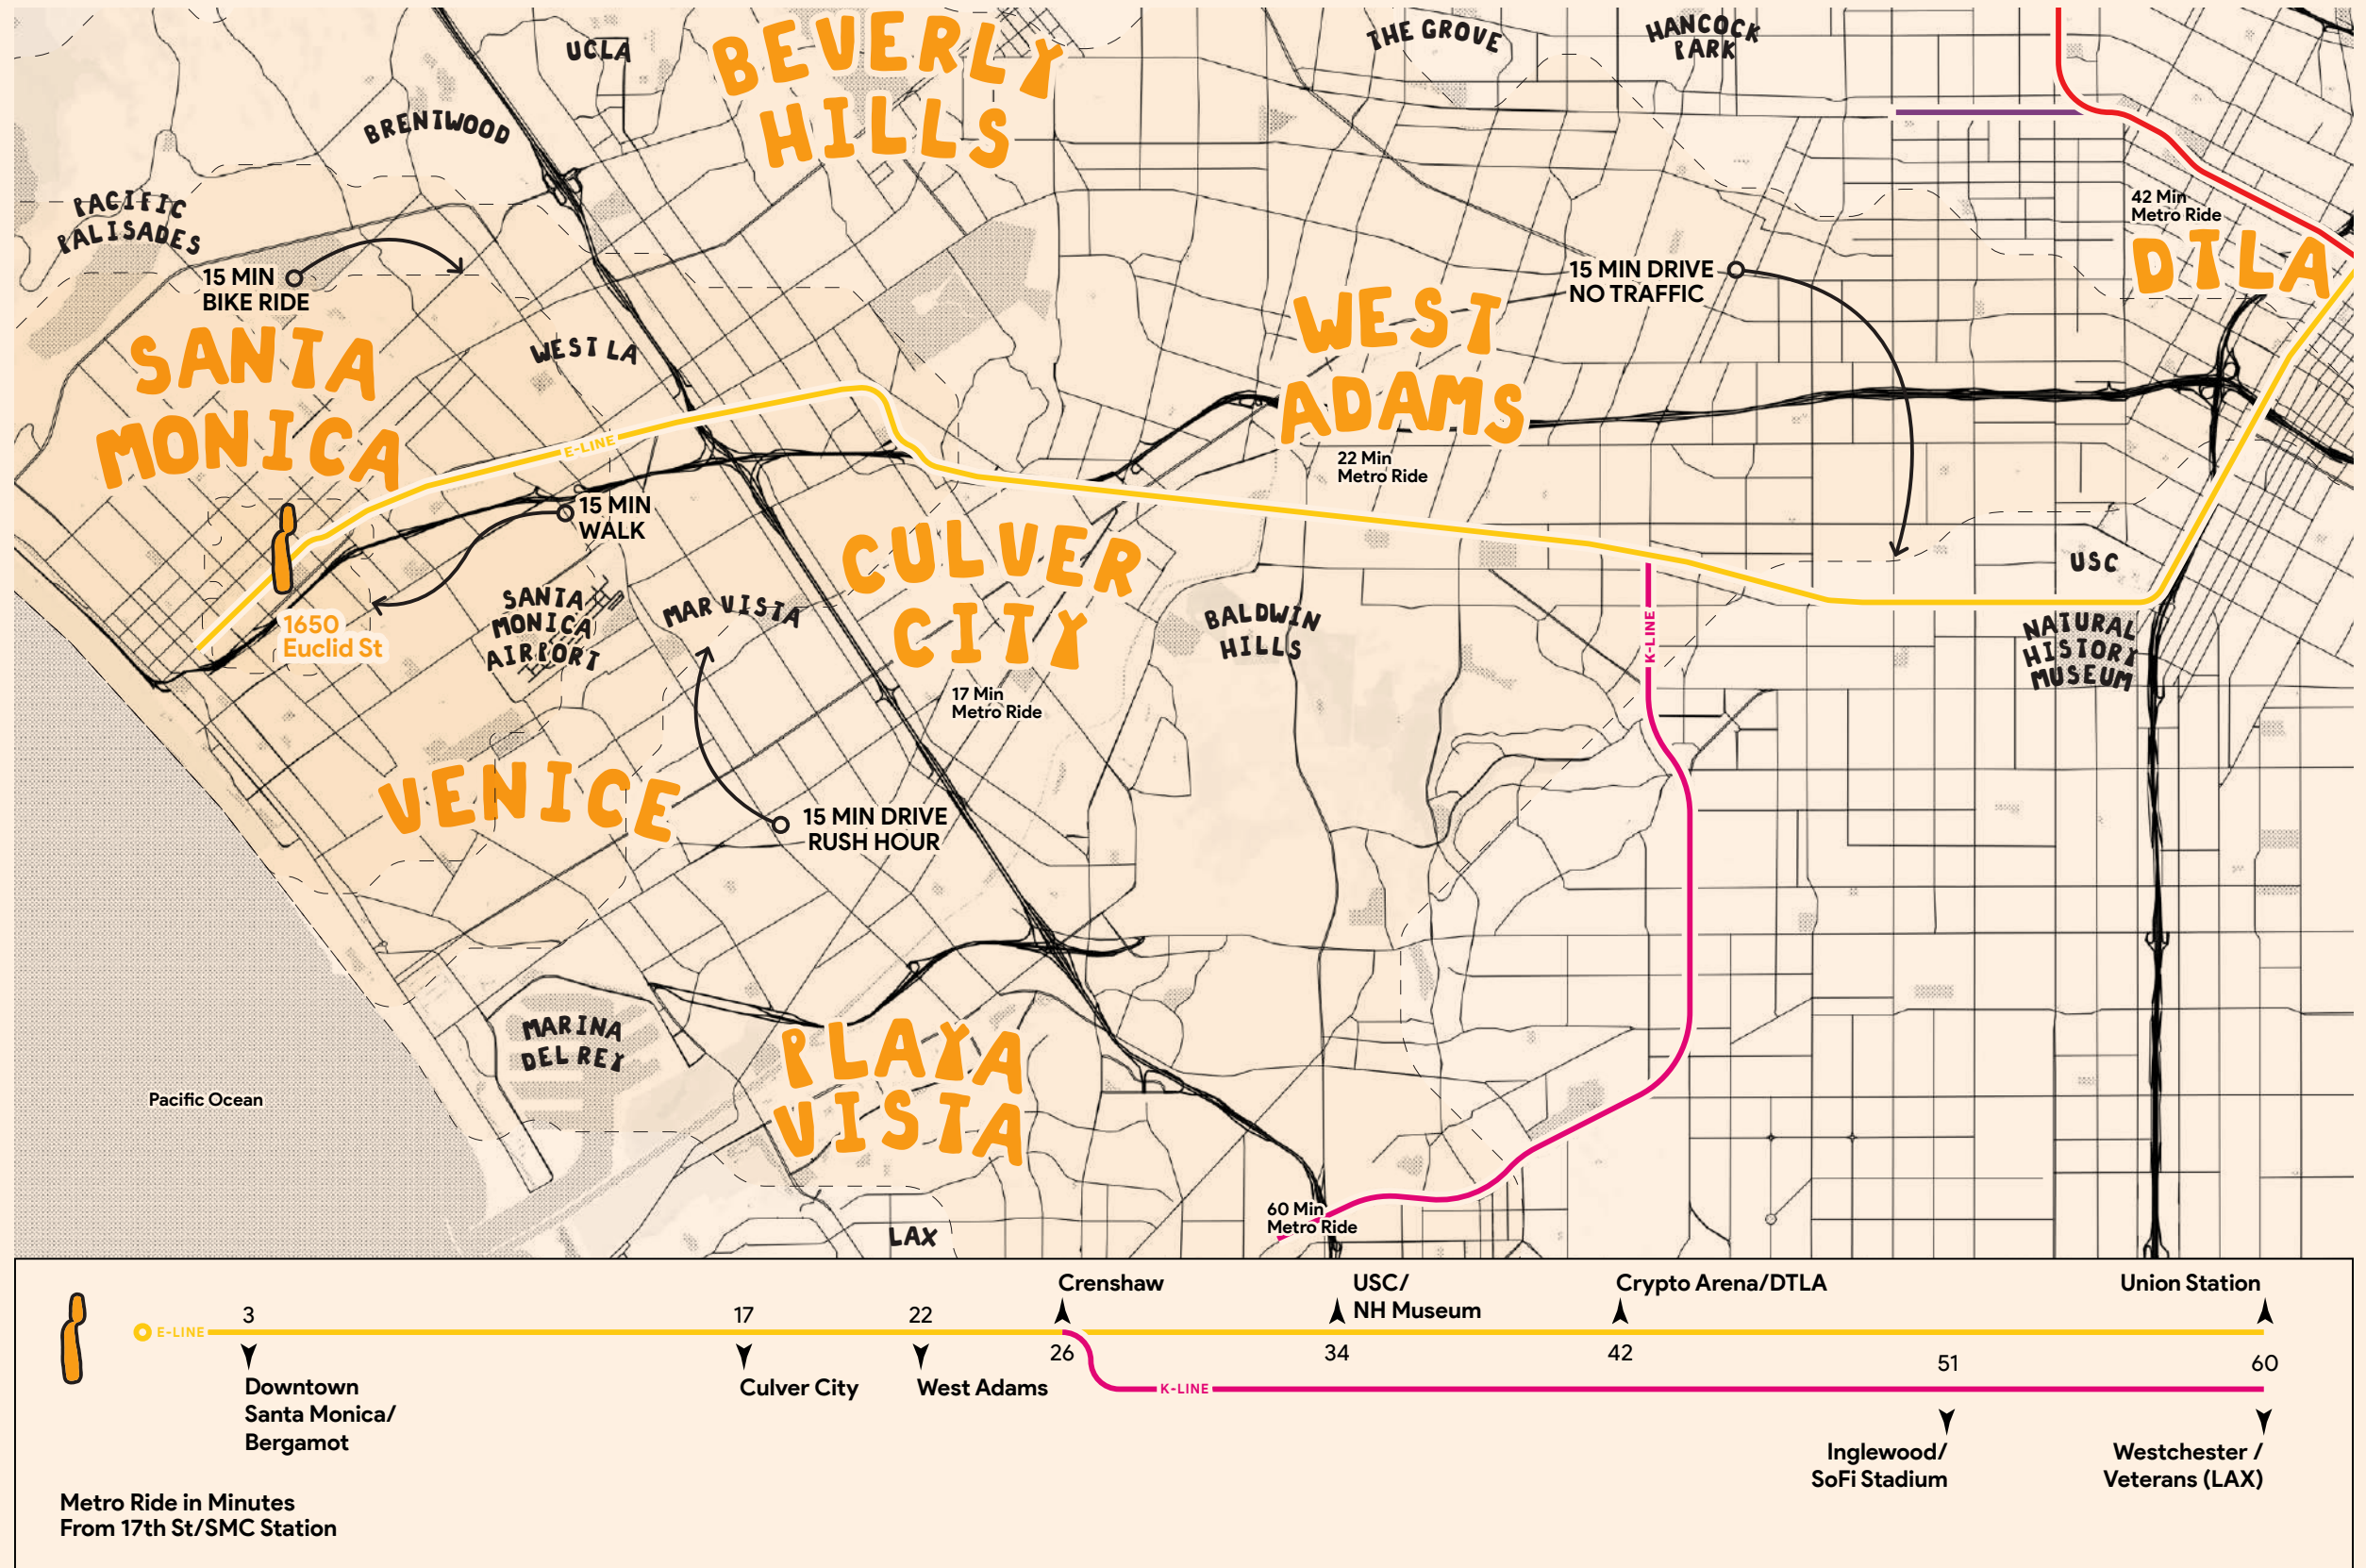 UCLA
BEVERLY
HILLS
THE GROVE
HANCOCK
PARK
BRENTWOOD
PACIFIC
PALISADES
15 MIN
BIKE RIDE
SANTA
MONICA
WEST LA
E-LINE
15 MIN
WALK
1650
Euclid St
SANTA
MONICA
AIRPORT
MAR VISTA
WEST
ADAMS
22 Min
Metro Ride
15 MIN DRIVE
NO TRAFFIC
42 Min
Metro Ride
DTLA
CULVER
CITY
17 Min
Metro Ride
BALDWIN
HILLS
K-LINE
USC
NATURAL
HISTORY
MUSEUM
VENICE
15 MIN DRIVE
RUSH HOUR
MARINA
DEL REY
PLAYA
VISTA
Pacific Ocean
LAX
60 Min
Metro Ride
Crenshaw
USC/
NH Museum
Crypto Arena/DTLA
Union Station
3
17
22
E-LINE
26
34
42
51
60
Downtown
Santa Monica/
Bergamot
Culver City
West Adams
K-LINE
Inglewood/
SoFi Stadium
Westchester /
Veterans (LAX)
Metro Ride in Minutes
From 17th St/SMC Station